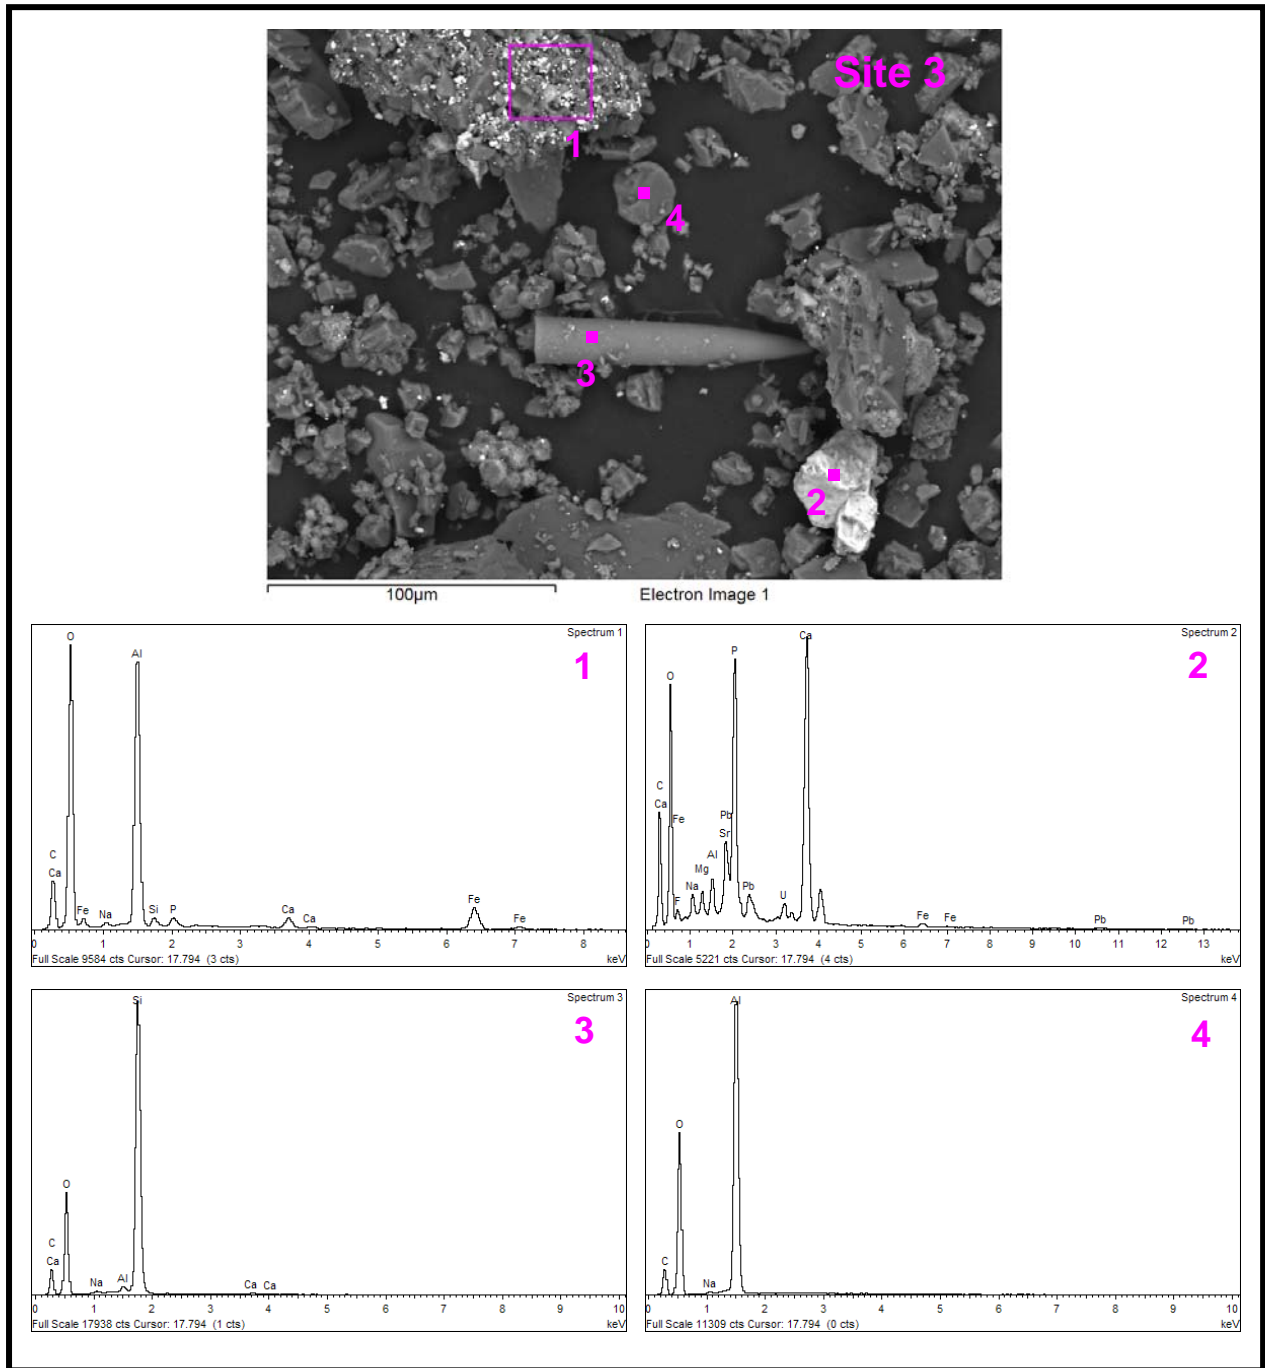 Site 3
1
4
3
2
100µm
Electron Image 1
Spectrum 1
1
O
Al
C
Ca
Fe
Na
Si
P
Ca
Ca
Fe
Fe
0 1 2 3 4 5 6 7 8
Full Scale 9584 cts Cursor: 17.794 (3 cts)
keV
Spectrum 2
2
Ca
P
O
C
Ca
Fe
F
Na
Mg
Al
Pb
Sr
Pb
U
Fe
Fe
Pb
Pb
0 1 2 3 4 5 6 7 8 9 10 11 12 13
Full Scale 5221 cts Cursor: 17.794 (4 cts)
keV
Spectrum 3
3
Si
O
C
Ca
Na
Al
Ca
Ca
0 1 2 3 4 5 6 7 8 9 10
Full Scale 17938 cts Cursor: 17.794 (1 cts)
keV
Spectrum 4
4
Al
O
C
Na
0 1 2 3 4 5 6 7 8 9 10
Full Scale 11309 cts Cursor: 17.794 (0 cts)
keV